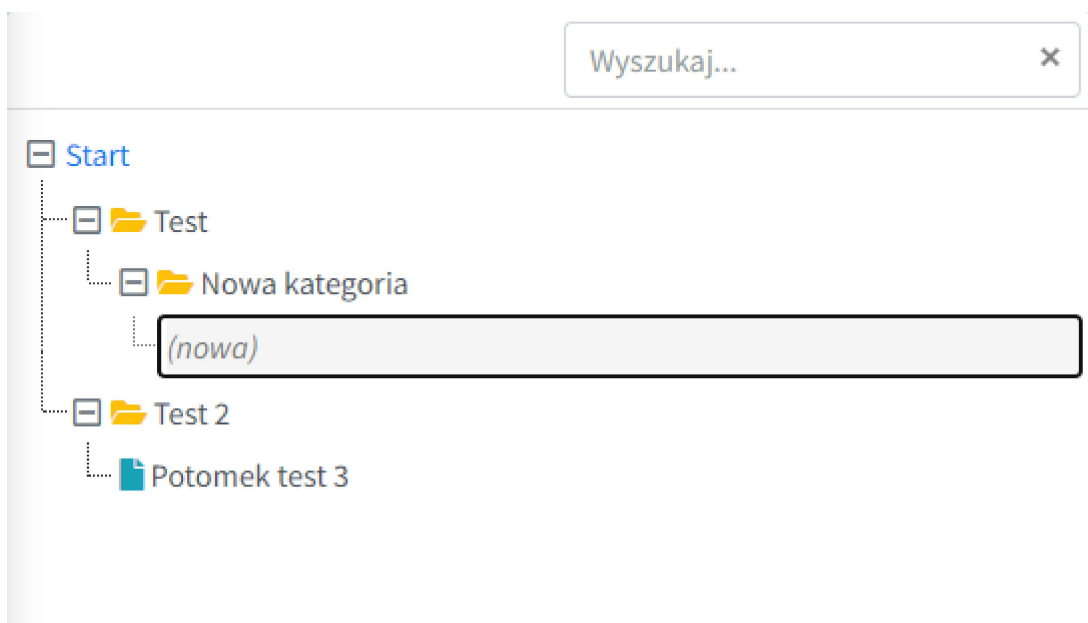 Wyszukaj...
Start
Test
Nowa kategoria
(nowa)
Test 2
Potomek test 3